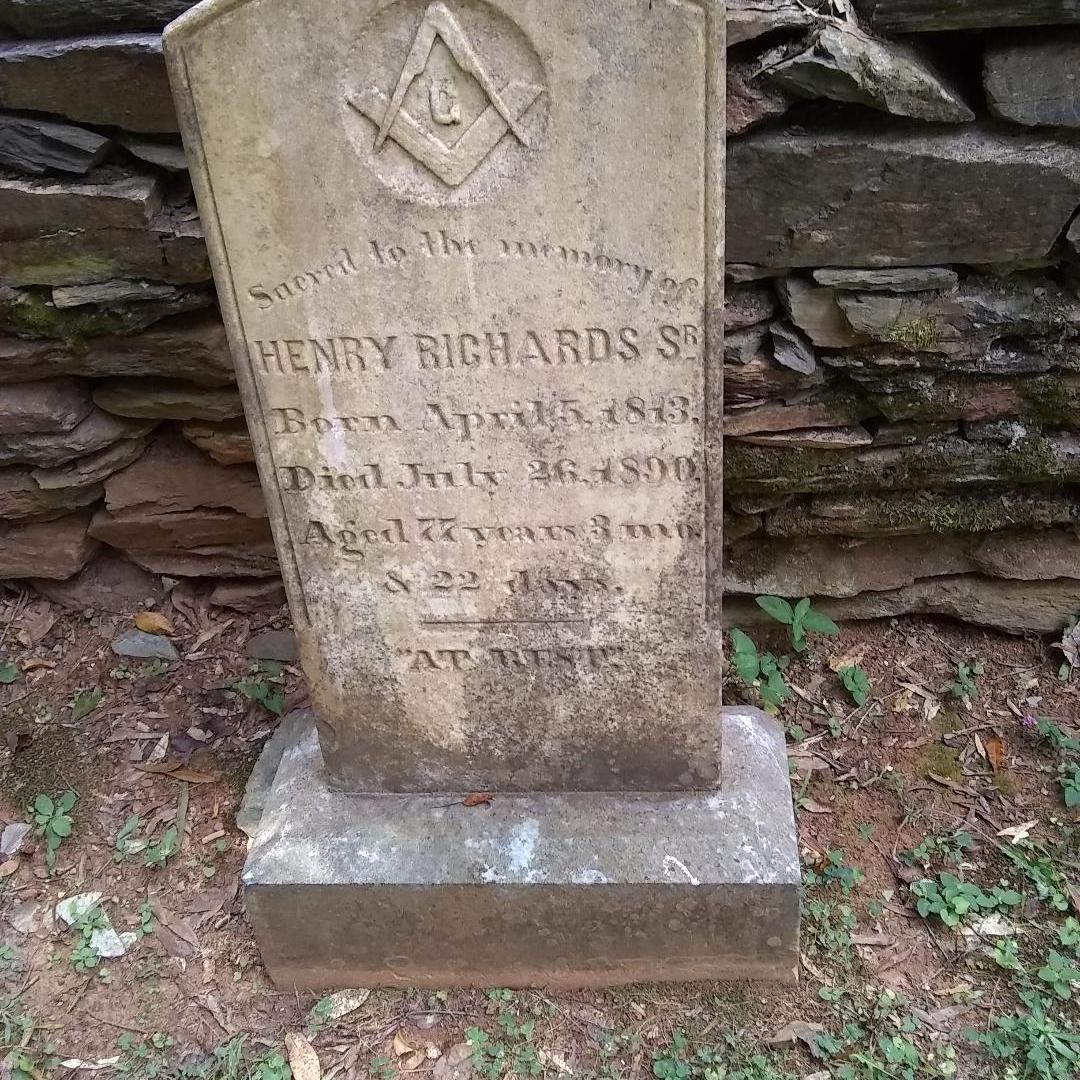 G
Sacred to the memory of
HENRY RICHARDS SR
Born April 5, 1813.
Died July 26, 1890.
Aged 77 years 3 mo.
& 22 days.
"AT REST".